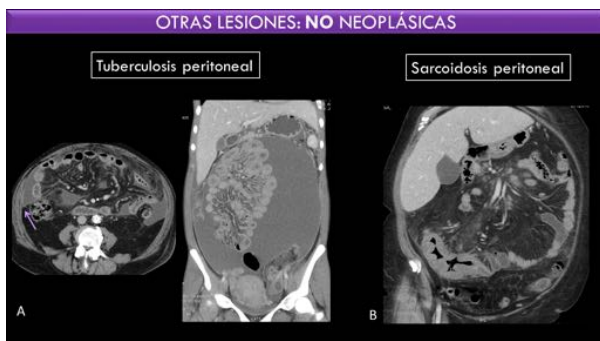 OTRAS LESIONES: NO NEOPLÁSICAS
Tuberculosis peritoneal
Sarcoidosis peritoneal
A
B